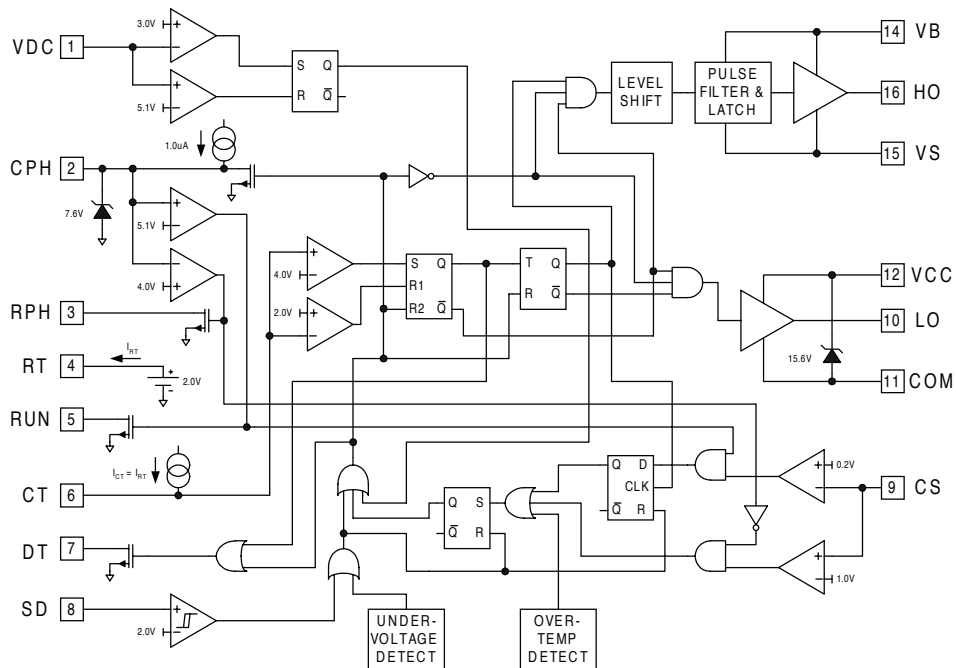 3.0V
14 VB
VDC 1
S Q
R Q
5.1V
LEVEL
SHIFT
PULSE
FILTER &
LATCH
16 HO
1.0uA
15 VS
CPH 2
7.6V
5.1V
4.0V
S Q
R1
R2 Q
T Q
R Q
12 VCC
4.0V
2.0V
RPH 3
10 LO
15.6V
IRT
RT 4
2.0V
11 COM
RUN 5
ICT = IRT
CT 6
Q D
CLK
Q R
0.2V
9 CS
Q S
Q R
DT 7
1.0V
SD 8
2.0V
UNDER-
VOLTAGE
DETECT
OVER-
TEMP
DETECT